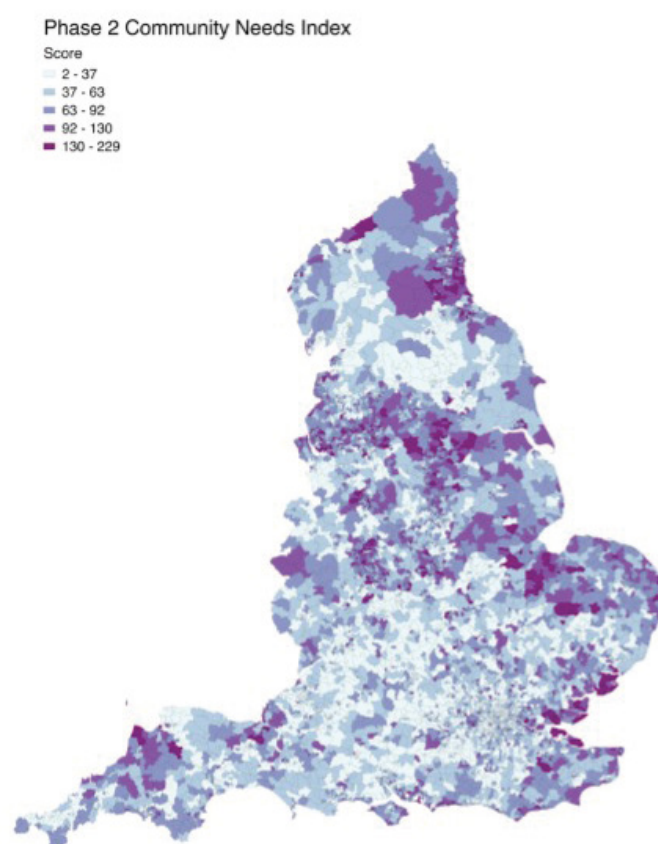 Phase 2 Community Needs Index
Score
2 - 37
37 - 63
63 - 92
92 - 130
130 - 229